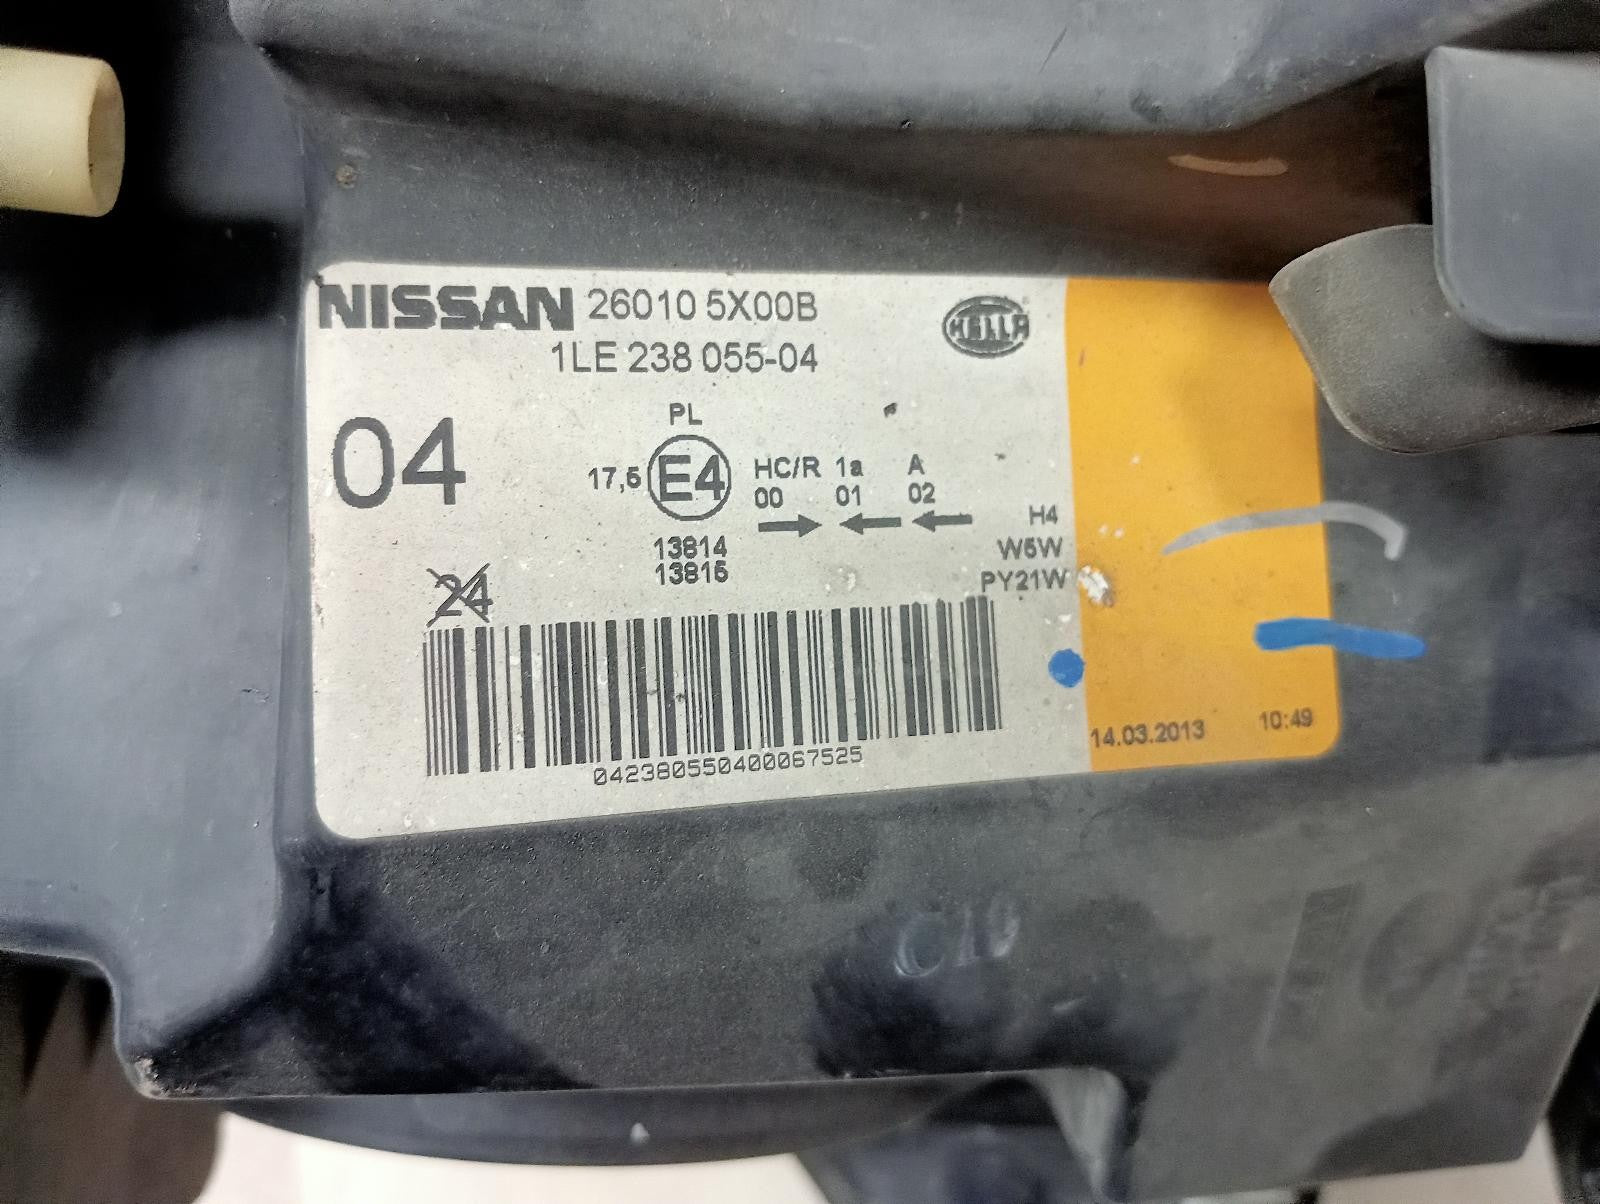 NISSAN 26010 5X00B
HELLA
1LE 238 055-04
04
PL
17,5 E4 HC/R 1a A
00 01 02
H4
13814
W5W
13815
PY21W
24
042380550400067525
14.03.2013 10:49
C10